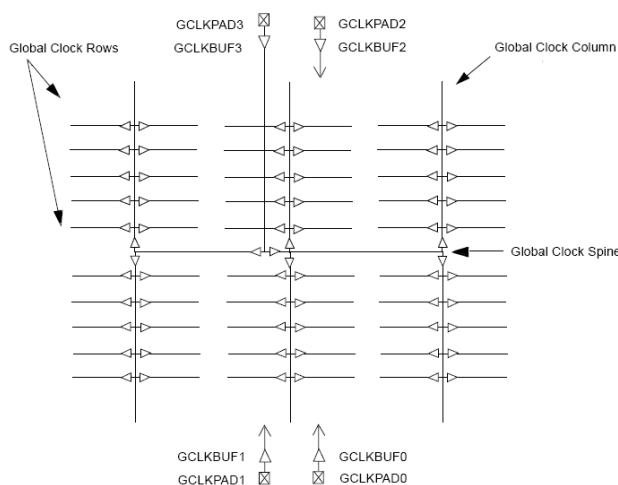 GCLKPAD3
GCLKPAD2
GCLKBUF3
GCLKBUF2
Global Clock Rows
Global Clock Column
Global Clock Spine
GCLKBUF1
GCLKBUF0
GCLKPAD1
GCLKPAD0